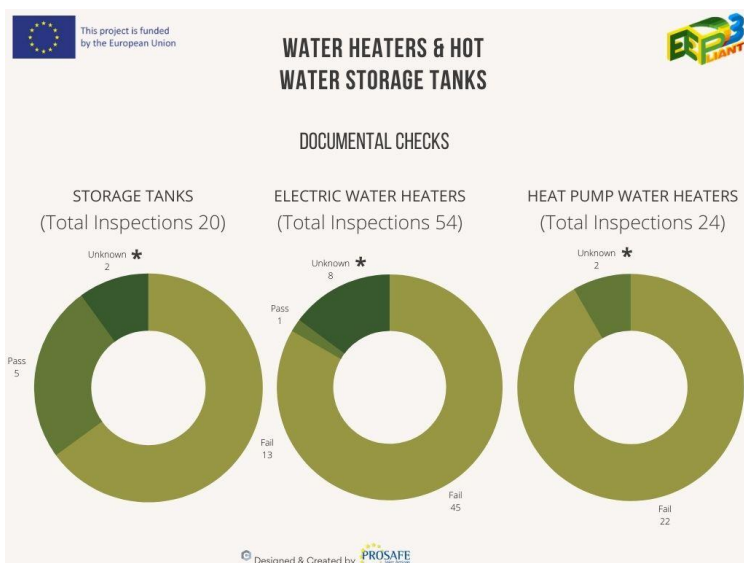 This project is funded
by the European Union
EEPLIANT3
WATER HEATERS & HOT
WATER STORAGE TANKS
DOCUMENTAL CHECKS
STORAGE TANKS
(Total Inspections 20)
Unknown *
2
Pass
5
Fail
13
ELECTRIC WATER HEATERS
(Total Inspections 54)
Unknown *
8
Pass
1
Fail
45
HEAT PUMP WATER HEATERS
(Total Inspections 24)
Unknown *
2
Fail
22
Designed & Created by PROSAFE